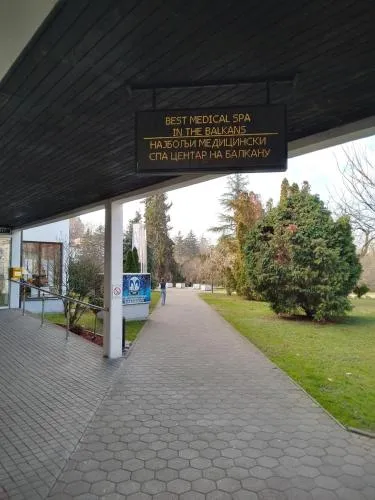 BEST MEDICAL SPA
IN THE BALKANS
НАЈБОЉИ МЕДИЦИНСКИ
СПА ЦЕНТАР НА БАЛКАНУ